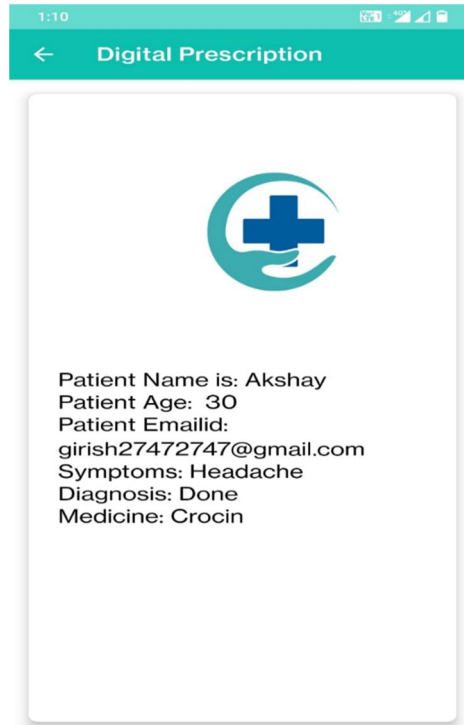 1:10
Digital Prescription
Patient Name is: Akshay
Patient Age:  30
Patient Emailid:
girish27472747@gmail.com
Symptoms: Headache
Diagnosis: Done
Medicine: Crocin